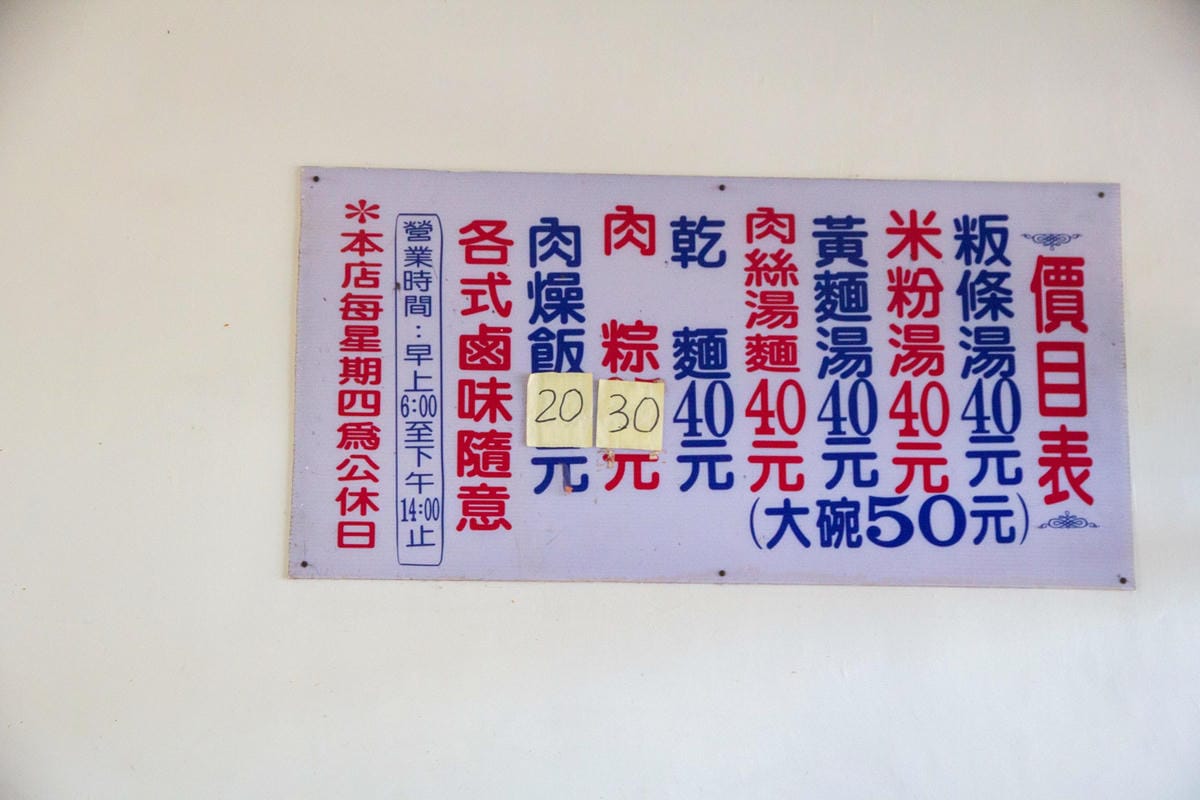 價目表
粄條湯40元
米粉湯40元
黃麵湯40元
肉絲湯麵40元
(大碗50元)
乾麵40元
肉粽30元
肉燥飯20元
各式鹵味隨意
營業時間:早上6:00至下午14:00止
*本店每星期四為公休日